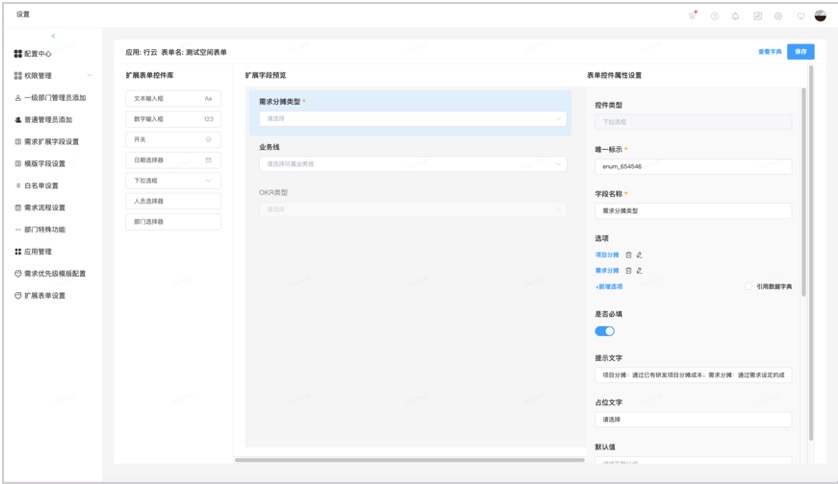 设置
配置中心
权限管理
一级部门管理员添加
普通管理员添加
需求扩展字段设置
模版字段设置
白名单设置
需求流程设置
部门特殊功能
应用管理
需求优先级模版配置
扩展表单设置
应用: 行云 表单名: 测试空间表单
查看字典
保存
扩展表单控件库
文本输入框 Aa
数字输入框 123
开关
日期选择器
下拉选框
人员选择器
部门选择器
扩展字段预览
需求分摊类型 *
请选择
业务线
请选择所属业务线
OKR类型
请选择
表单控件属性设置
控件类型
下拉选框
唯一标示 *
enum_654546
字段名称 *
需求分摊类型
选项
项目分摊
需求分摊
+新增选项
引用数据字典
是否必填
提示文字
项目分摊：通过已有研发项目分摊成本；需求分摊：通过需求设定的成
占位文字
请选择
默认值